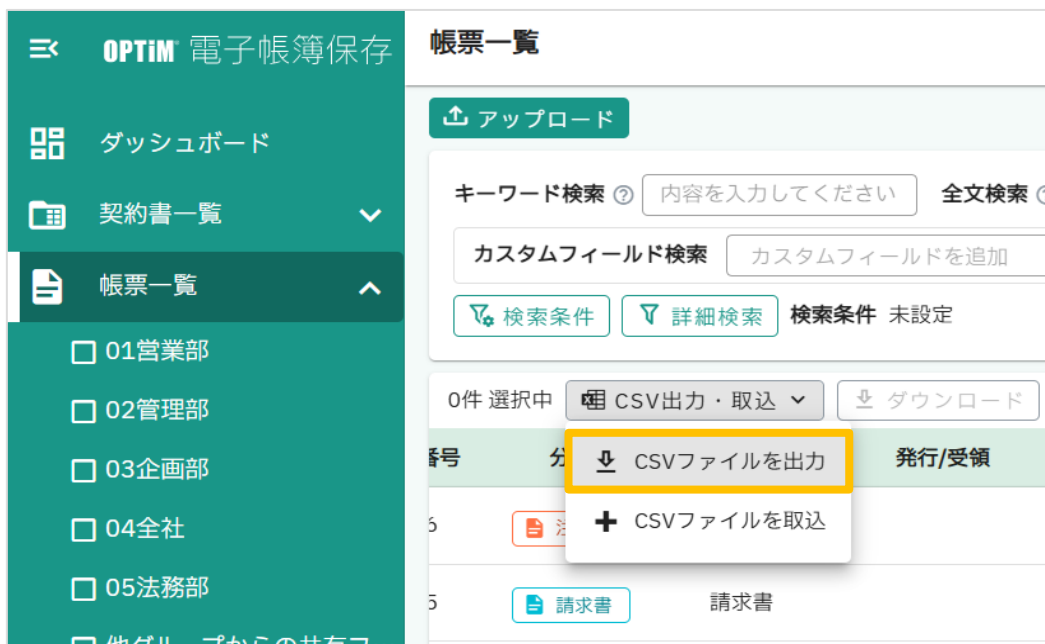 OPTiM 電子帳簿保存
帳票一覧
アップロード
ダッシュボード
キーワード検索 内容を入力してください 全文検索
契約書一覧
カスタムフィールド検索 カスタムフィールドを追加
帳票一覧
検索条件 詳細検索 検索条件 未設定
01営業部
0件 選択中 CSV出力・取込 ダウンロード
02管理部
番号 分 CSVファイルを出力 発行/受領
03企画部
CSVファイルを取込
04全社
05法務部
請求書 請求書